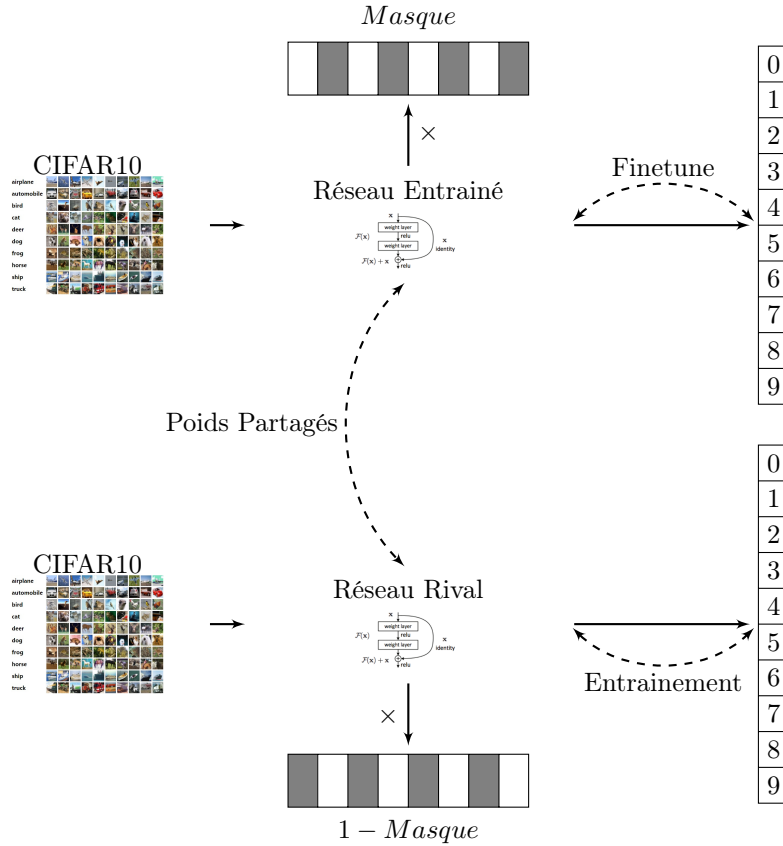 Masque
×
CIFAR10
airplane
automobile
bird
cat
deer
dog
frog
horse
ship
truck
Réseau Entrainé
x
weight layer
F(x)
relu
weight layer
x
identity
F(x) + x
relu
Finetune
0
1
2
3
4
5
6
7
8
9
Poids Partagés
CIFAR10
airplane
automobile
bird
cat
deer
dog
frog
horse
ship
truck
Réseau Rival
x
weight layer
F(x)
relu
weight layer
x
identity
F(x) + x
relu
Entrainement
0
1
2
3
4
5
6
7
8
9
×
1 − Masque